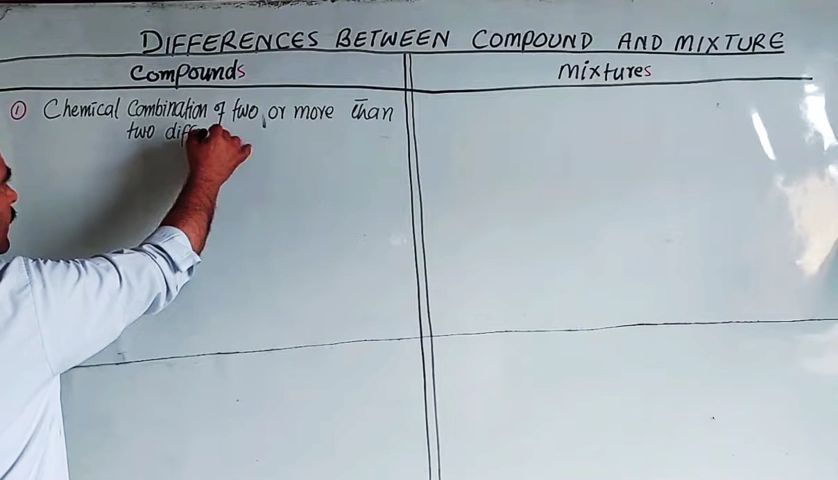 DIFFERENCES BETWEEN COMPOUND AND MIXTURE
Compounds
Mixtures
① Chemical Combination of two or more than
two diff